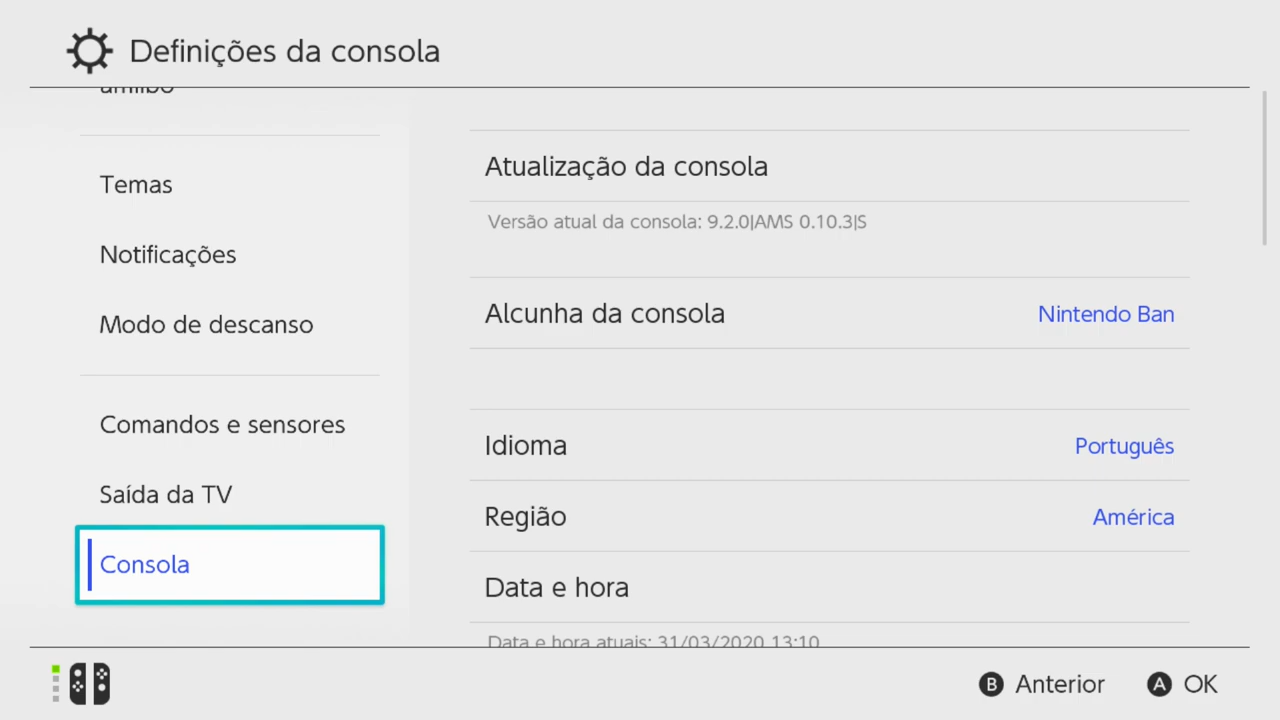 Definições da consola
amiibo
Temas
Notificações
Modo de descanso
Comandos e sensores
Saída da TV
Consola
Atualização da consola
Versão atual da consola: 9.2.0|AMS 0.10.3|S
Alcunha da consola Nintendo Ban
Idioma Português
Região América
Data e hora
Data e hora atuais: 31/03/2020 13:10
B Anterior A OK